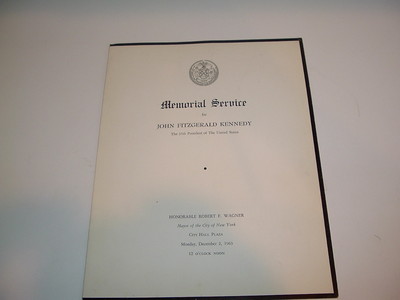 Memorial Service
for
JOHN FITZGERALD KENNEDY
The 35th President of The United States
HONORABLE ROBERT F. WAGNER
Mayor of the City of New York
CITY HALL PLAZA
Monday, December 2, 1963
12 o'clock noon